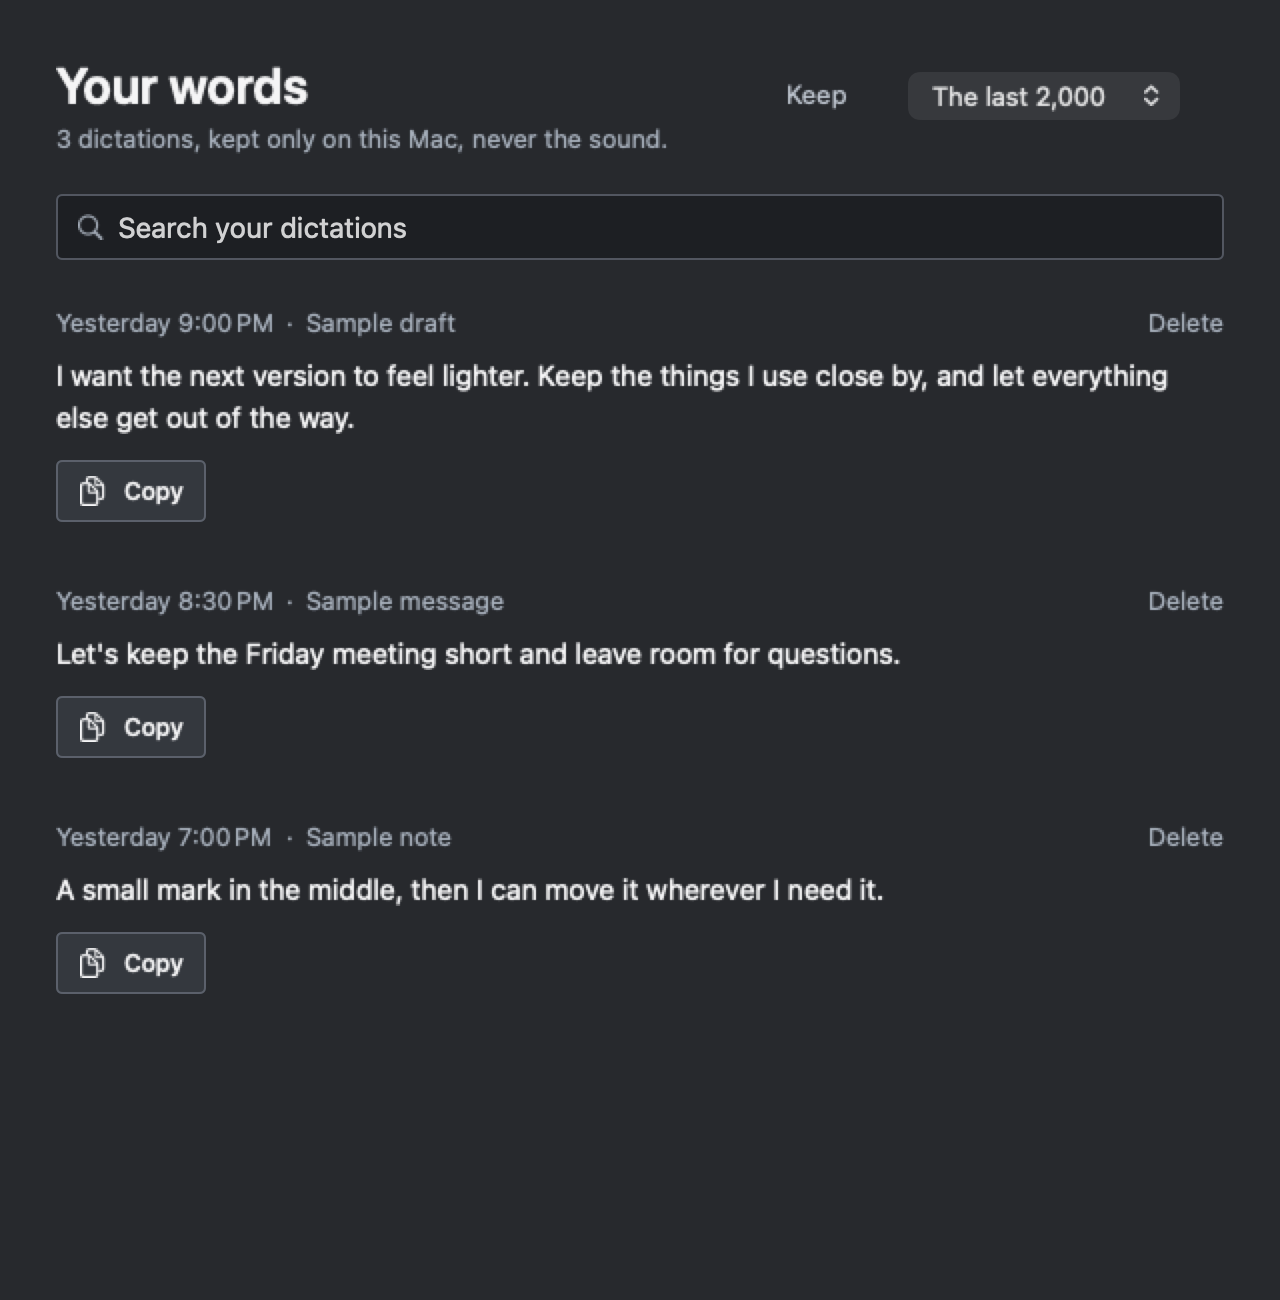 Your words
Keep
The last 2,000
3 dictations, kept only on this Mac, never the sound.
Search your dictations
Yesterday 9:00 PM · Sample draft
Delete
I want the next version to feel lighter. Keep the things I use close by, and let everything
else get out of the way.
Copy
Yesterday 8:30 PM · Sample message
Delete
Let's keep the Friday meeting short and leave room for questions.
Copy
Yesterday 7:00 PM · Sample note
Delete
A small mark in the middle, then I can move it wherever I need it.
Copy